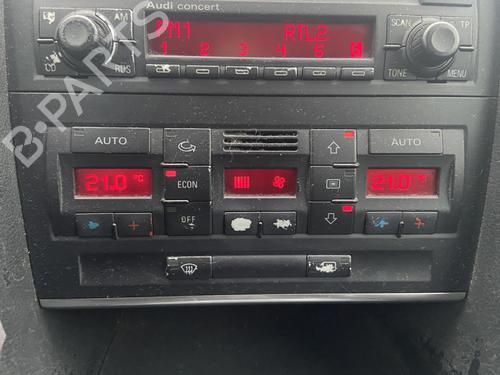 Audi concert
AM
FM1 RTL2
1 2 3 4 5 6
CD RDS
SCAN TP
TONE MENU
B-PARTS
AUTO
AUTO
21.0 °C
ECON
21.0 °C
OFF